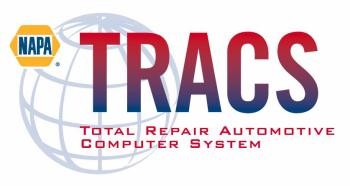 NAPA
®
TRACS
Total Repair Automotive
Computer System